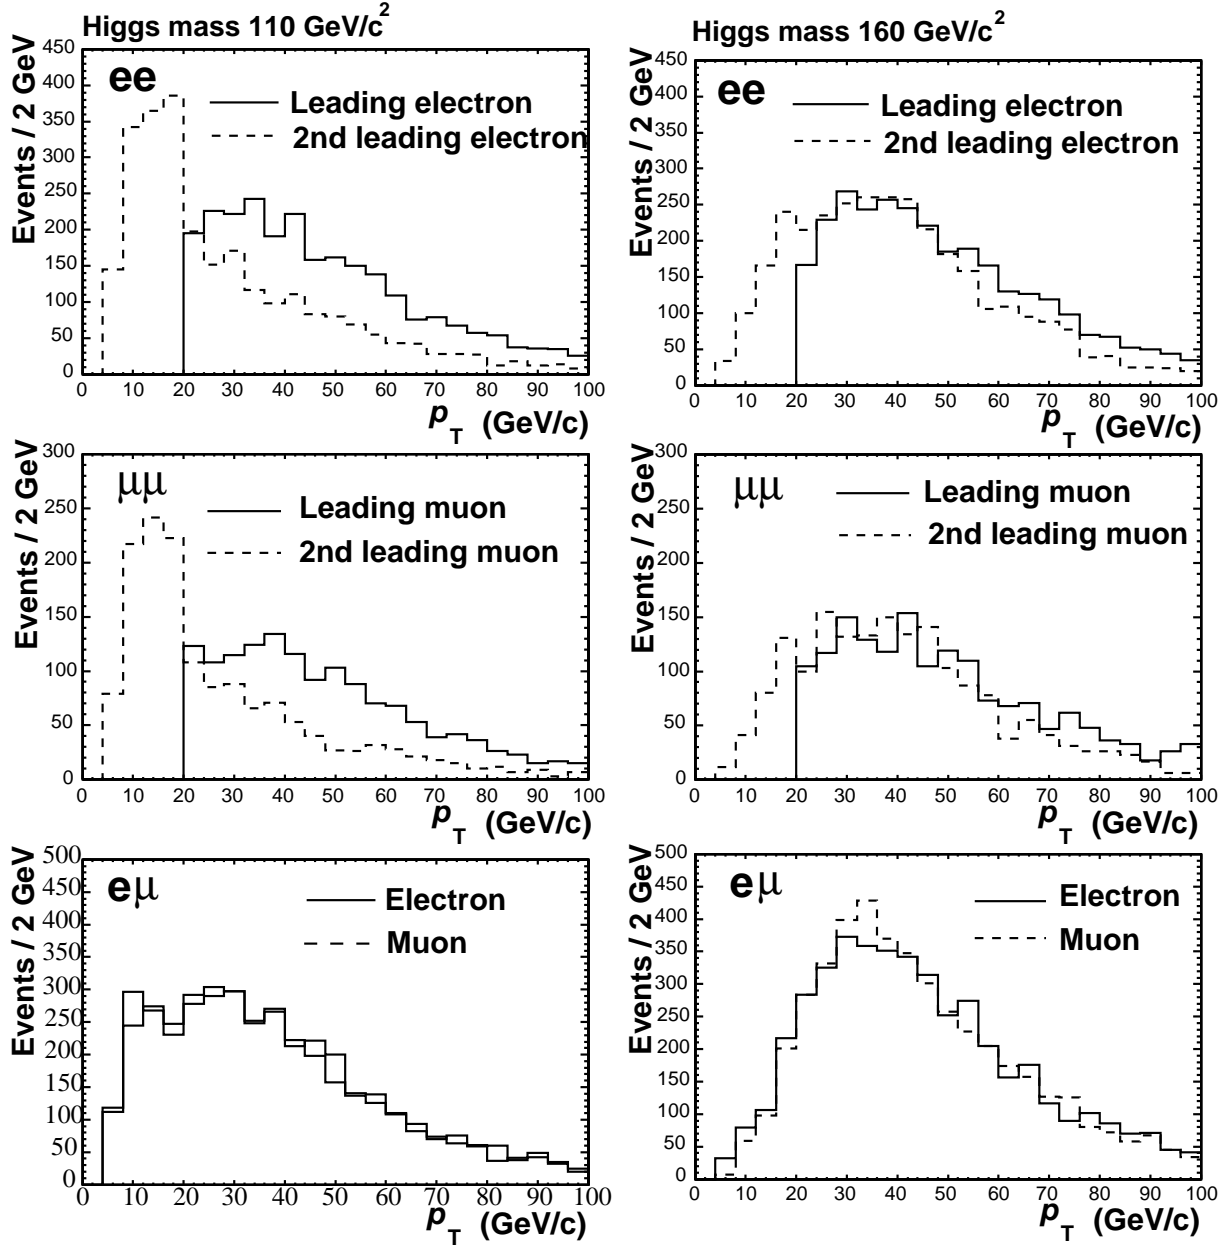 Higgs mass 110 GeV/c²
Events / 2 GeV
450
400
350
300
250
200
150
100
50
0
ee
Leading electron
2nd leading electron
0 10 20 30 40 50 60 70 80 90 100
p_T (GeV/c)
Higgs mass 160 GeV/c²
Events / 2 GeV
450
400
350
300
250
200
150
100
50
0
ee
Leading electron
2nd leading electron
0 10 20 30 40 50 60 70 80 90 100
p_T (GeV/c)
Events / 2 GeV
300
250
200
150
100
50
0
μμ
Leading muon
2nd leading muon
0 10 20 30 40 50 60 70 80 90 100
p_T (GeV/c)
Events / 2 GeV
300
250
200
150
100
50
0
μμ
Leading muon
2nd leading muon
0 10 20 30 40 50 60 70 80 90 100
p_T (GeV/c)
Events / 2 GeV
500
450
400
350
300
250
200
150
100
50
0
eμ
Electron
Muon
0 10 20 30 40 50 60 70 80 90 100
p_T (GeV/c)
Events / 2 GeV
500
450
400
350
300
250
200
150
100
50
0
eμ
Electron
Muon
0 10 20 30 40 50 60 70 80 90 100
p_T (GeV/c)